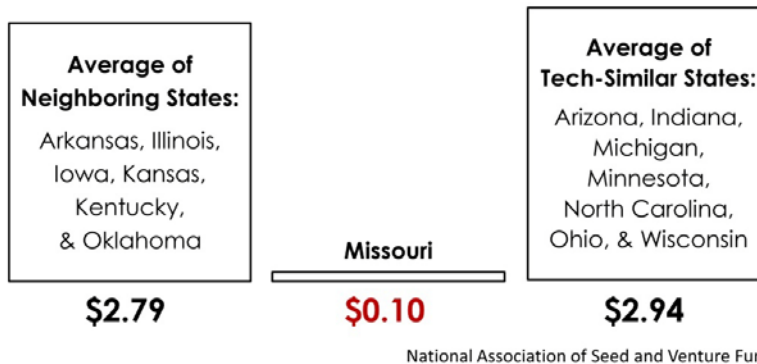 Average of
Neighboring States:
Arkansas, Illinois,
Iowa, Kansas,
Kentucky,
& Oklahoma
$2.79
Missouri
$0.10
Average of
Tech-Similar States:
Arizona, Indiana,
Michigan,
Minnesota,
North Carolina,
Ohio, & Wisconsin
$2.94
National Association of Seed and Venture